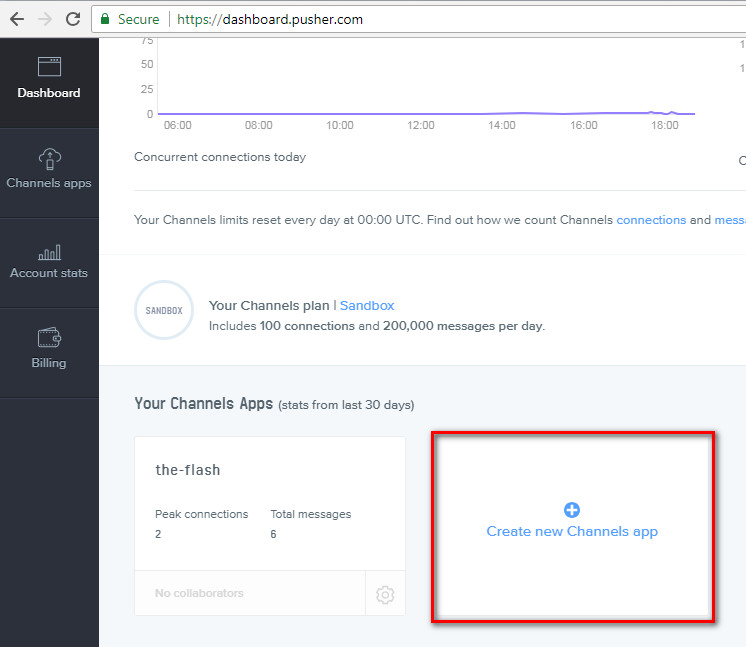 Secure https://dashboard.pusher.com
Dashboard
Channels apps
Account stats
Billing
75
50
25
0
06:00 08:00 10:00 12:00 14:00 16:00 18:00
Concurrent connections today
Your Channels limits reset every day at 00:00 UTC. Find out how we count Channels connections and messa
SANDBOX
Your Channels plan | Sandbox
Includes 100 connections and 200,000 messages per day.
Your Channels Apps (stats from last 30 days)
the-flash
Peak connections Total messages
2 6
No collaborators
Create new Channels app